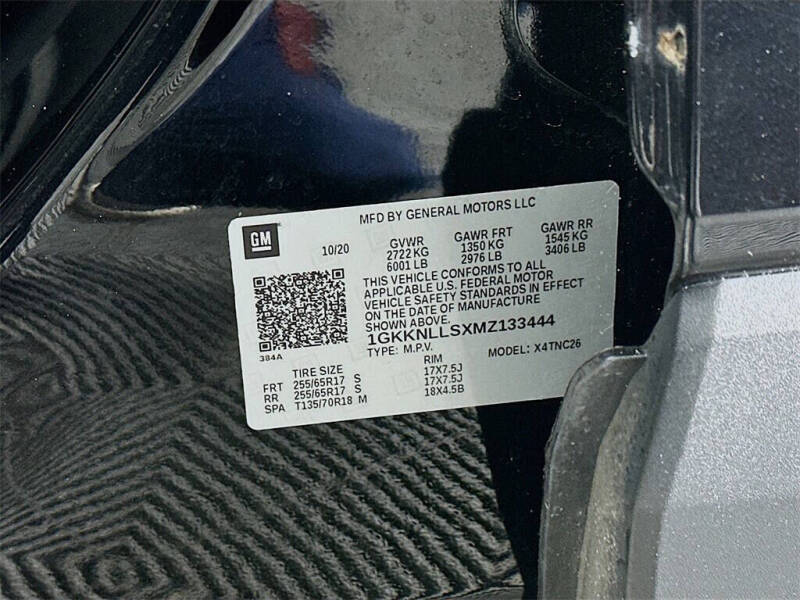 MFD BY GENERAL MOTORS LLC
GM
10/20
GVWR GAWR FRT GAWR RR
2722 KG 1350 KG 1545 KG
6001 LB 2976 LB 3406 LB
THIS VEHICLE CONFORMS TO ALL
APPLICABLE U.S. FEDERAL MOTOR
VEHICLE SAFETY STANDARDS IN EFFECT
ON THE DATE OF MANUFACTURE
SHOWN ABOVE.
1GKKNLLSXMZ133444
TYPE: M.P.V. MODEL: X4TNC26
384A
TIRE SIZE RIM
FRT 255/65R17 S 17X7.5J
RR 255/65R17 S 17X7.5J
SPA T135/70R18 M 18X4.5B